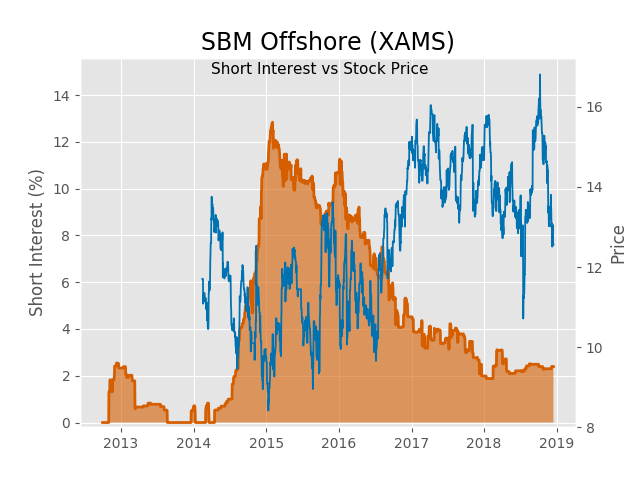 SBM Offshore (XAMS)
Short Interest vs Stock Price
Short Interest (%)
14
12
10
8
6
4
2
0
16
14
12
10
8
Price
2013 2014 2015 2016 2017 2018 2019